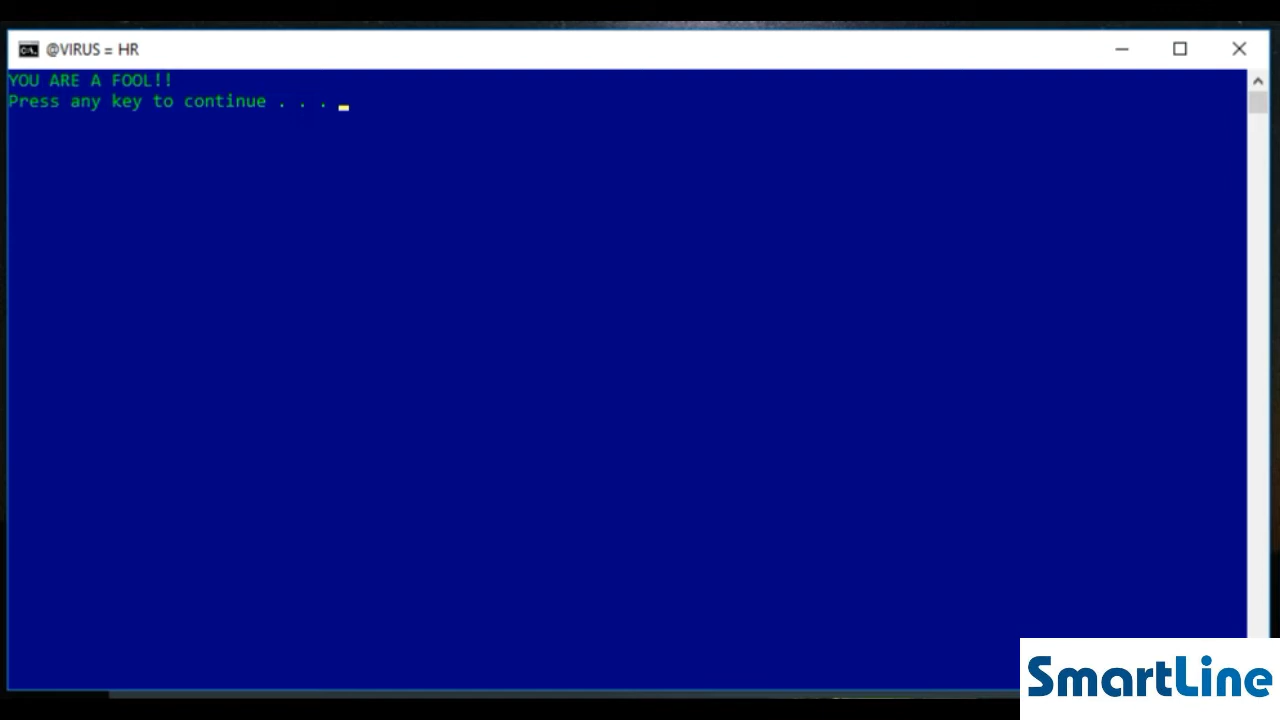 @VIRUS = HR
YOU ARE A FOOL!!
Press any key to continue . . .
SmartLine